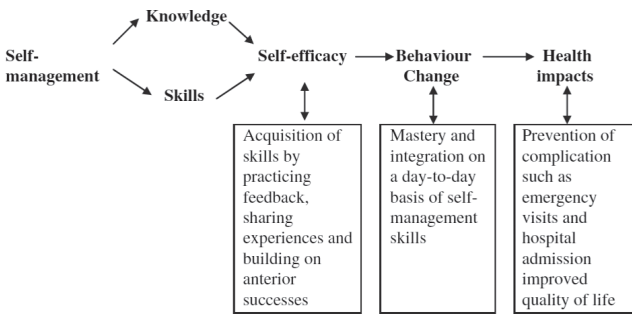 Knowledge
Self-
management
Skills
Self-efficacy
Behaviour
Change
Health
impacts
Acquisition of
skills by
practicing
feedback,
sharing
experiences and
building on
anterior
successes
Mastery and
integration on
a day-to-day
basis of self-
management
skills
Prevention of
complication
such as
emergency
visits and
hospital
admission
improved
quality of life